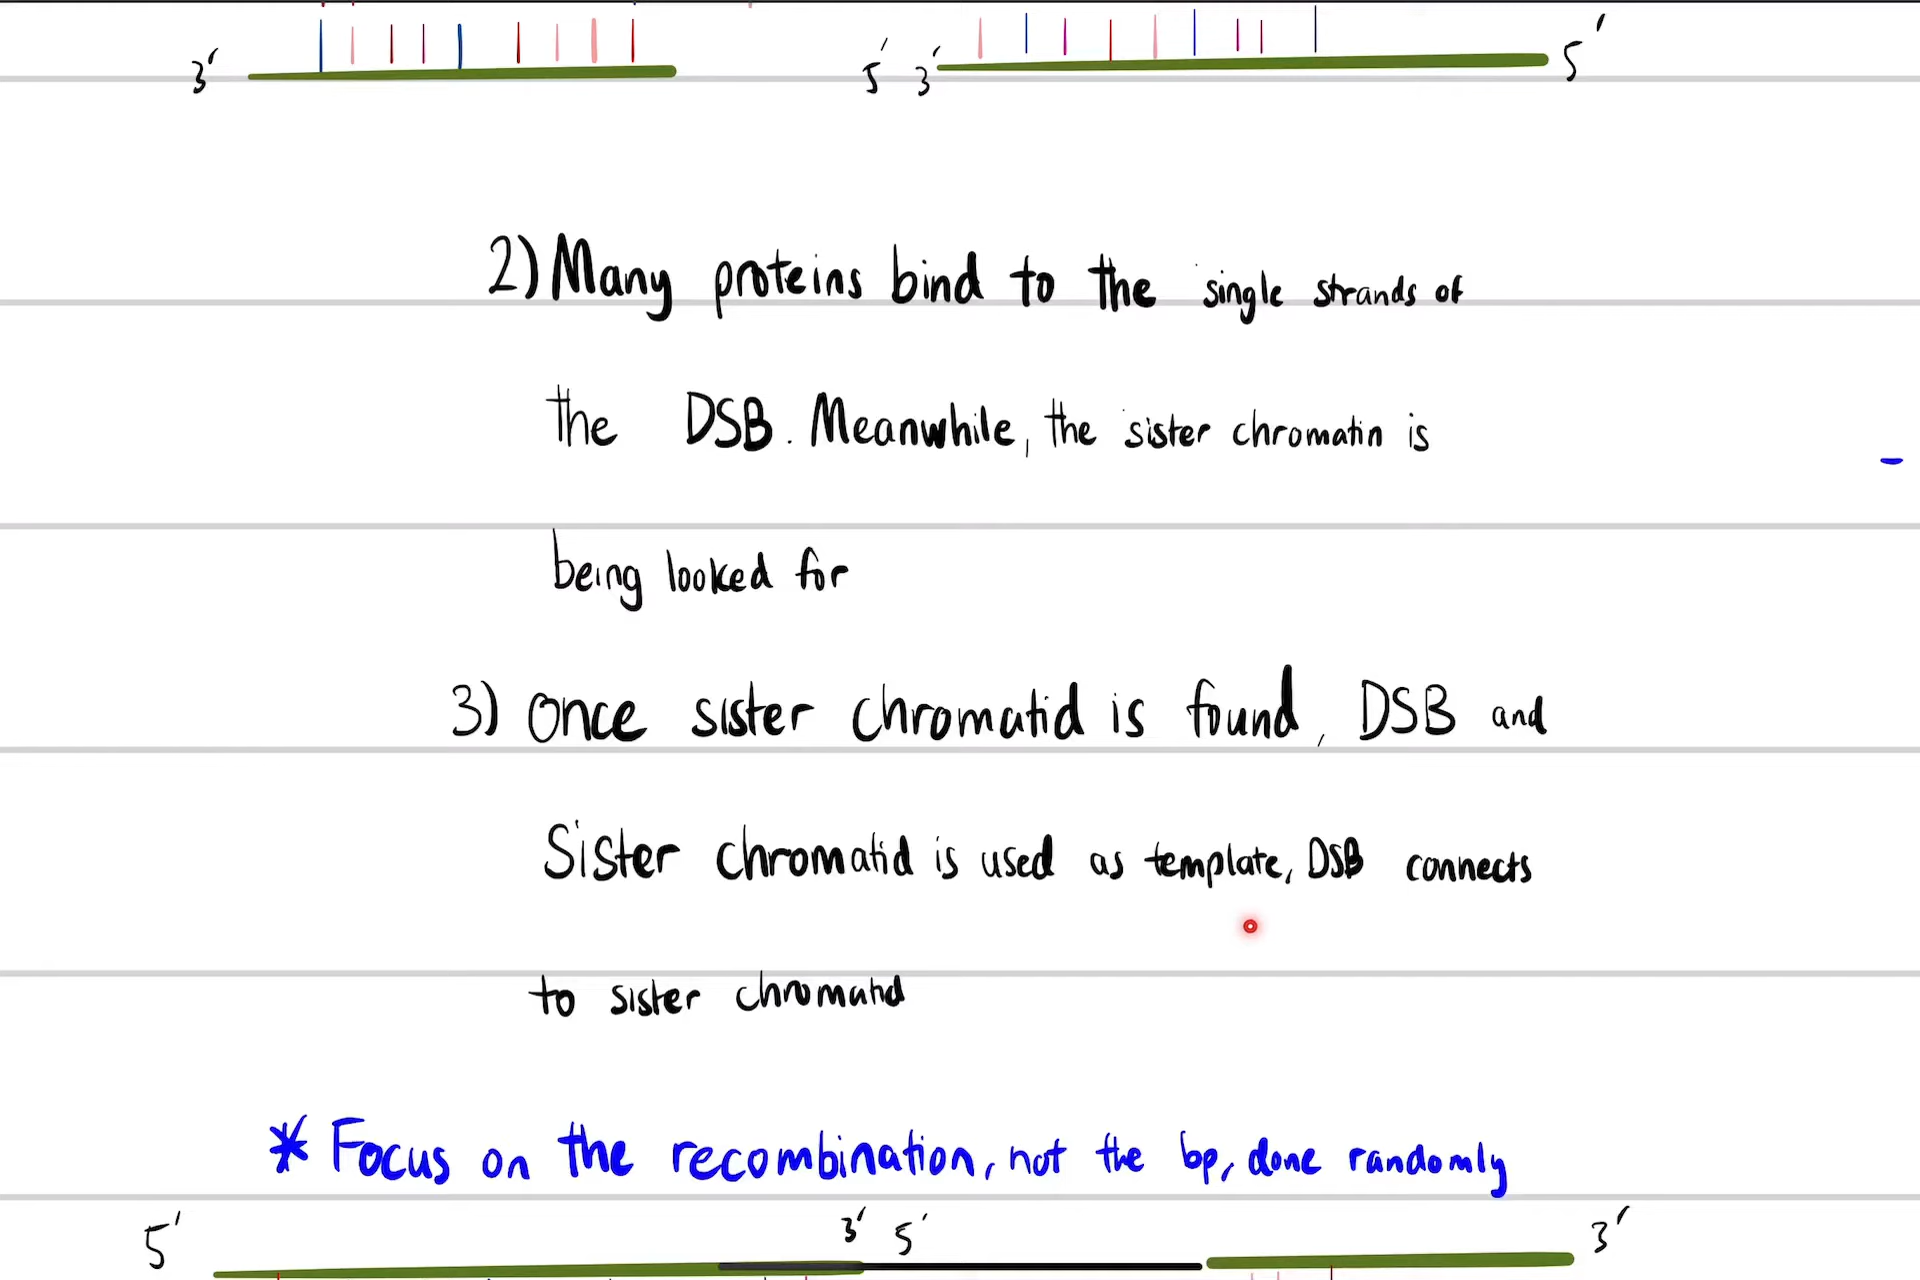 3' 5' 3' 5'
2) Many proteins bind to the single strands of
the DSB. Meanwhile, the sister chromatin is
being looked for
3) Once sister chromatid is found, DSB and
Sister chromatid is used as template, DSB connects
to sister chromatid
* Focus on the recombination, not the bp, done randomly
5' 3' 5' 3'